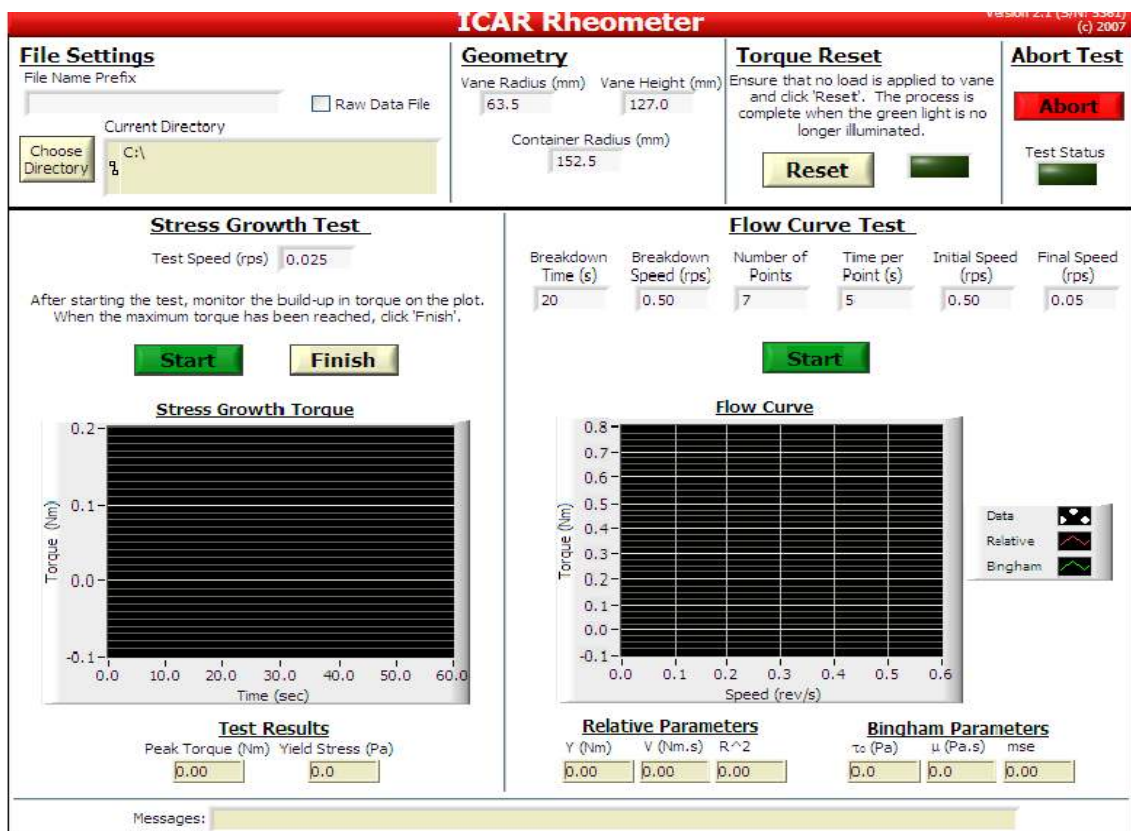 ICAR Rheometer
Version 2.1 (S/N: 5381)
(c) 2007
File Settings
File Name Prefix
Raw Data File
Current Directory
Choose
Directory
C:\
Geometry
Vane Radius (mm) Vane Height (mm)
63.5 127.0
Container Radius (mm)
152.5
Torque Reset
Ensure that no load is applied to vane
and click 'Reset'. The process is
complete when the green light is no
longer illuminated.
Reset
Abort Test
Abort
Test Status
Stress Growth Test
Test Speed (rps) 0.025
After starting the test, monitor the build-up in torque on the plot.
When the maximum torque has been reached, click 'Fnish'.
Start Finish
Stress Growth Torque
Torque (Nm)
0.2
0.1
0.0
-0.1
0.0 10.0 20.0 30.0 40.0 50.0 60.0
Time (sec)
Test Results
Peak Torque (Nm) Yield Stress (Pa)
0.00 0.0
Flow Curve Test
Breakdown
Time (s)
20
Breakdown
Speed (rps)
0.50
Number of
Points
7
Time per
Point (s)
5
Initial Speed
(rps)
0.50
Final Speed
(rps)
0.05
Start
Flow Curve
Torque (Nm)
0.8
0.7
0.6
0.5
0.4
0.3
0.2
0.1
0.0
-0.1
0.0 0.1 0.2 0.3 0.4 0.5 0.6
Speed (rev/s)
Data
Relative
Bingham
Relative Parameters
Y (Nm) V (Nm.s) R^2
0.00 0.00 0.00
Bingham Parameters
τ₀ (Pa) μ (Pa.s) mse
0.0 0.0 0.00
Messages: